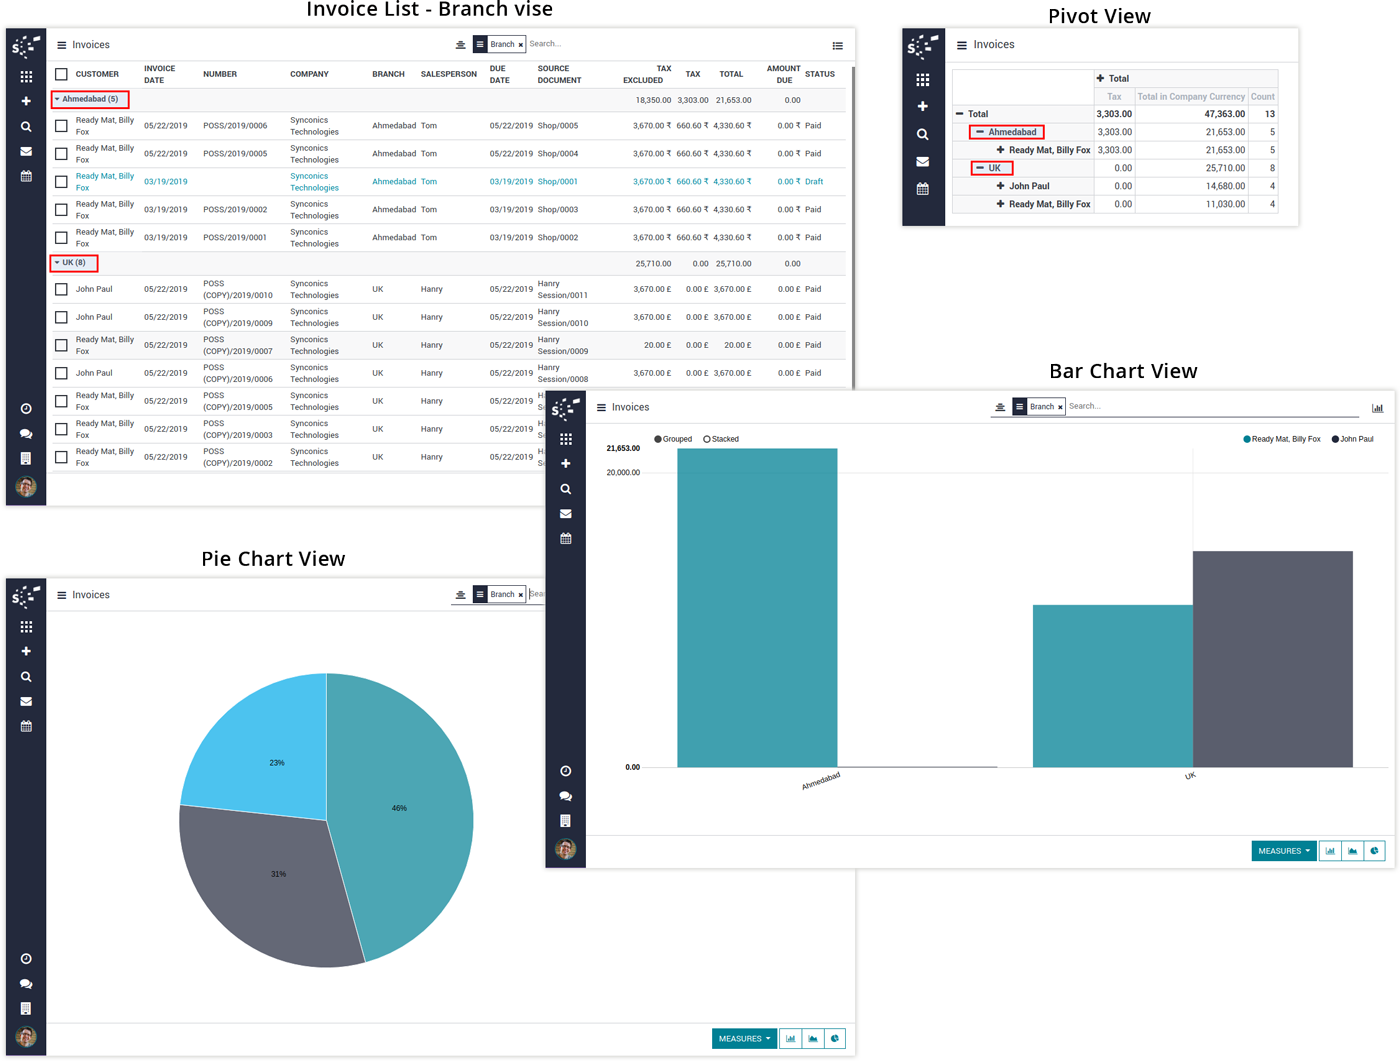 Invoice List - Branch vise
Invoices
Branch × Search...
CUSTOMER INVOICE DATE NUMBER COMPANY BRANCH SALESPERSON DUE DATE SOURCE DOCUMENT TAX EXCLUDED TAX TOTAL AMOUNT DUE STATUS
Ahmedabad (5) 18,350.00 3,303.00 21,653.00 0.00
Ready Mat, Billy Fox 05/22/2019 POSS/2019/0006 Synconics Technologies Ahmedabad Tom 05/22/2019 Shop/0005 3,670.00 ₹ 660.60 ₹ 4,330.60 ₹ 0.00 ₹ Paid
Ready Mat, Billy Fox 05/22/2019 POSS/2019/0005 Synconics Technologies Ahmedabad Tom 05/22/2019 Shop/0004 3,670.00 ₹ 660.60 ₹ 4,330.60 ₹ 0.00 ₹ Paid
Ready Mat, Billy Fox 03/19/2019 Synconics Technologies Ahmedabad Tom 03/19/2019 Shop/0001 3,670.00 ₹ 660.60 ₹ 4,330.60 ₹ 0.00 ₹ Draft
Ready Mat, Billy Fox 03/19/2019 POSS/2019/0002 Synconics Technologies Ahmedabad Tom 03/19/2019 Shop/0003 3,670.00 ₹ 660.60 ₹ 4,330.60 ₹ 0.00 ₹ Paid
Ready Mat, Billy Fox 03/19/2019 POSS/2019/0001 Synconics Technologies Ahmedabad Tom 03/19/2019 Shop/0002 3,670.00 ₹ 660.60 ₹ 4,330.60 ₹ 0.00 ₹ Paid
UK (8) 25,710.00 0.00 25,710.00 0.00
John Paul 05/22/2019 POSS (COPY)/2019/0010 Synconics Technologies UK Hanry 05/22/2019 Hanry Session/0011 3,670.00 £ 0.00 £ 3,670.00 £ 0.00 £ Paid
John Paul 05/22/2019 POSS (COPY)/2019/0009 Synconics Technologies UK Hanry 05/22/2019 Hanry Session/0010 3,670.00 £ 0.00 £ 3,670.00 £ 0.00 £ Paid
Ready Mat, Billy Fox 05/22/2019 POSS (COPY)/2019/0007 Synconics Technologies UK Hanry 05/22/2019 Hanry Session/0009 20.00 £ 0.00 £ 20.00 £ 0.00 £ Paid
John Paul 05/22/2019 POSS (COPY)/2019/0006 Synconics Technologies UK Hanry 05/22/2019 Hanry Session/0008 3,670.00 £ 0.00 £ 3,670.00 £ 0.00 £ Paid
Ready Mat, Billy Fox 05/22/2019 POSS (COPY)/2019/0005 Synconics Technologies UK Hanry 05/22/2019
Ready Mat, Billy Fox 05/22/2019 POSS (COPY)/2019/0003 Synconics Technologies UK Hanry 05/22/2019
Ready Mat, Billy Fox 05/22/2019 POSS (COPY)/2019/0002 Synconics Technologies UK Hanry 05/22/2019
Pivot View
Invoices
Total
Tax Total in Company Currency Count
Total 3,303.00 47,363.00 13
Ahmedabad 3,303.00 21,653.00 5
Ready Mat, Billy Fox 3,303.00 21,653.00 5
UK 0.00 25,710.00 8
John Paul 0.00 14,680.00 4
Ready Mat, Billy Fox 0.00 11,030.00 4
Bar Chart View
Invoices
Branch × Search...
Grouped Stacked Ready Mat, Billy Fox John Paul
21,653.00
20,000.00
0.00
Ahmedabad UK
MEASURES
Pie Chart View
Invoices
Branch × Sea
23%
46%
31%
MEASURES